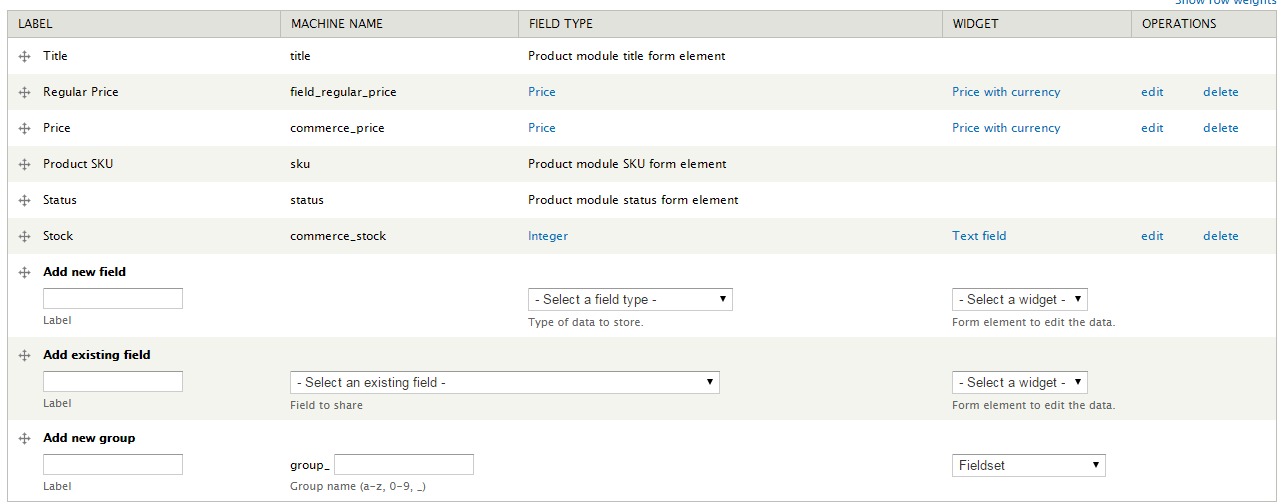 Show row weights
LABEL MACHINE NAME FIELD TYPE WIDGET OPERATIONS
Title title Product module title form element
Regular Price field_regular_price Price Price with currency edit delete
Price commerce_price Price Price with currency edit delete
Product SKU sku Product module SKU form element
Status status Product module status form element
Stock commerce_stock Integer Text field edit delete
Add new field
- Select a field type - - Select a widget -
Label Type of data to store. Form element to edit the data.
Add existing field
- Select an existing field - - Select a widget -
Label Field to share Form element to edit the data.
Add new group
group_ Fieldset
Label Group name (a-z, 0-9, _)